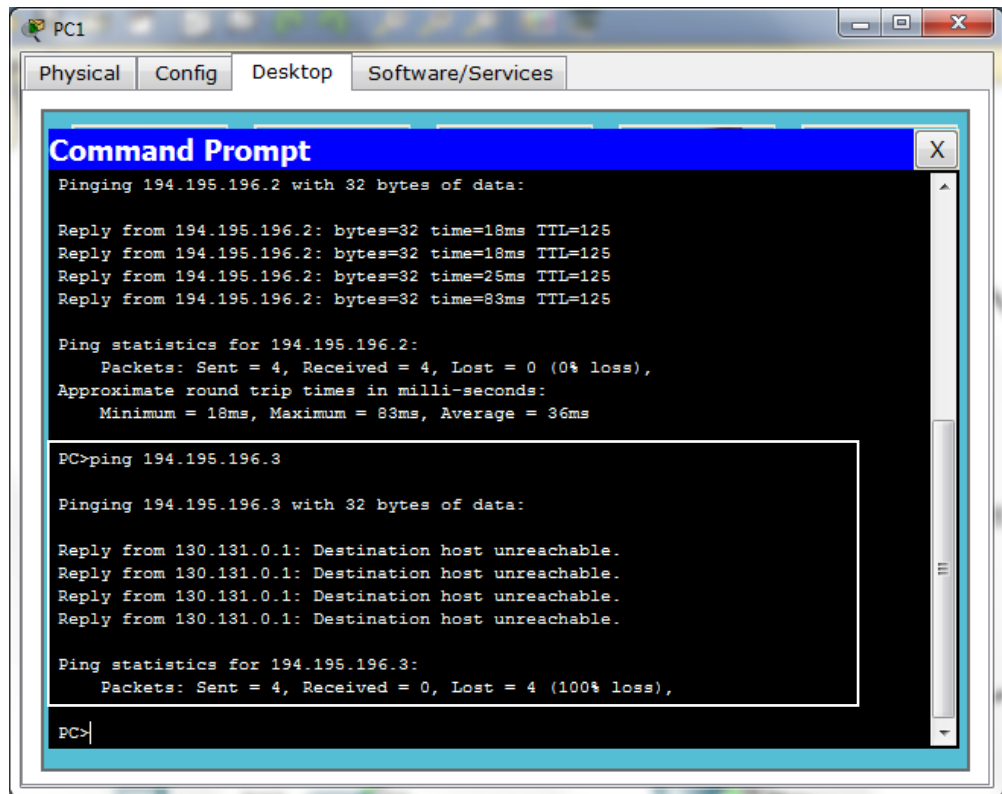 PC1
Physical Config Desktop Software/Services
Command Prompt X
Pinging 194.195.196.2 with 32 bytes of data:
Reply from 194.195.196.2: bytes=32 time=18ms TTL=125
Reply from 194.195.196.2: bytes=32 time=18ms TTL=125
Reply from 194.195.196.2: bytes=32 time=25ms TTL=125
Reply from 194.195.196.2: bytes=32 time=83ms TTL=125
Ping statistics for 194.195.196.2:
Packets: Sent = 4, Received = 4, Lost = 0 (0% loss),
Approximate round trip times in milli-seconds:
Minimum = 18ms, Maximum = 83ms, Average = 36ms
PC>ping 194.195.196.3
Pinging 194.195.196.3 with 32 bytes of data:
Reply from 130.131.0.1: Destination host unreachable.
Reply from 130.131.0.1: Destination host unreachable.
Reply from 130.131.0.1: Destination host unreachable.
Reply from 130.131.0.1: Destination host unreachable.
Ping statistics for 194.195.196.3:
Packets: Sent = 4, Received = 0, Lost = 4 (100% loss),
PC>